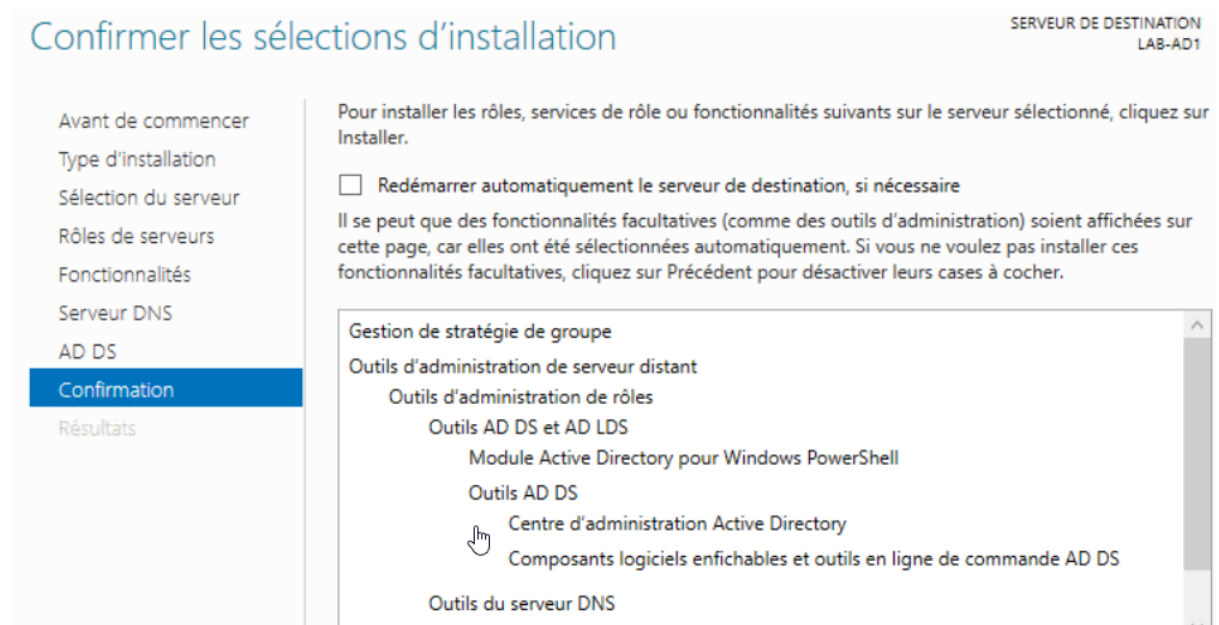 Confirmer les sélections d’installation
SERVEUR DE DESTINATION
LAB-AD1
Avant de commencer
Type d’installation
Sélection du serveur
Rôles de serveurs
Fonctionnalités
Serveur DNS
AD DS
Confirmation
Résultats
Pour installer les rôles, services de rôle ou fonctionnalités suivants sur le serveur sélectionné, cliquez sur
Installer.
Redémarrer automatiquement le serveur de destination, si nécessaire
Il se peut que des fonctionnalités facultatives (comme des outils d’administration) soient affichées sur
cette page, car elles ont été sélectionnées automatiquement. Si vous ne voulez pas installer ces
fonctionnalités facultatives, cliquez sur Précédent pour désactiver leurs cases à cocher.
Gestion de stratégie de groupe
Outils d’administration de serveur distant
Outils d’administration de rôles
Outils AD DS et AD LDS
Module Active Directory pour Windows PowerShell
Outils AD DS
Centre d’administration Active Directory
Composants logiciels enfichables et outils en ligne de commande AD DS
Outils du serveur DNS